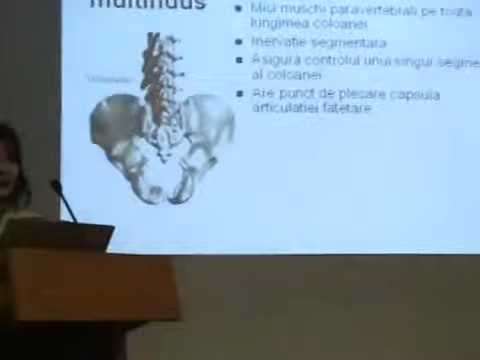 multifidus
Mici muschi paravertebrali pe toata
lungimea coloanei
Inervatie segmentara
Asigura controlul unui singur segme
al coloanei
Are punct de plecare capsula
articulatiei fatetare